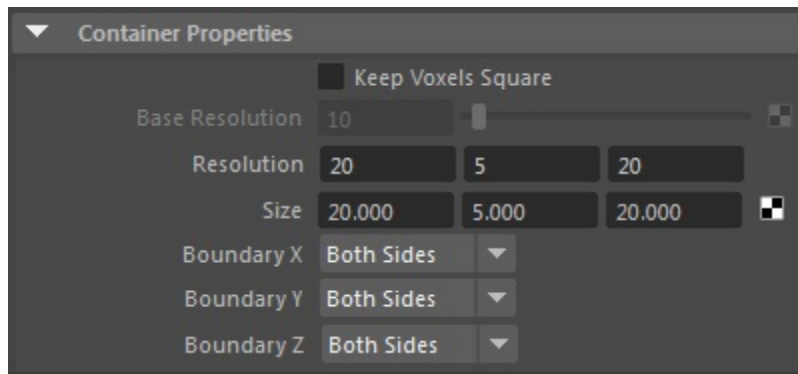 Container Properties
Keep Voxels Square
Base Resolution 10
Resolution 20 5 20
Size 20.000 5.000 20.000
Boundary X Both Sides
Boundary Y Both Sides
Boundary Z Both Sides